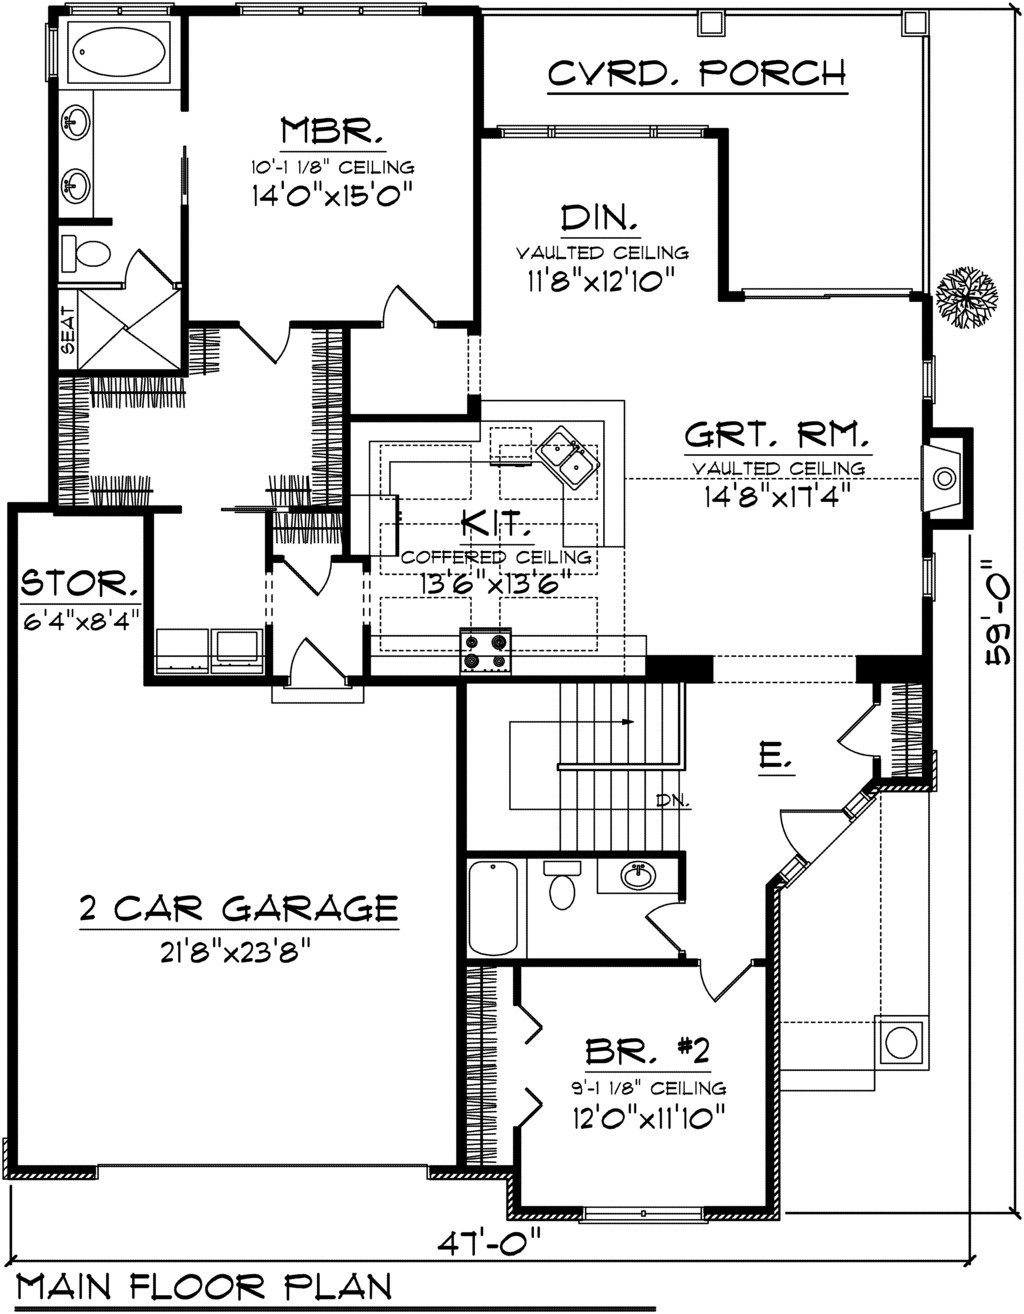 CVRD. PORCH
MBR.
10'-1 1/8" CEILING
14'0"x15'0"
DIN.
VAULTED CEILING
11'8"x12'10"
SEAT
GRT. RM.
VAULTED CEILING
14'8"x17'4"
KIT.
COFFERED CEILING
13'6"x13'6"
STOR.
6'4"x8'4"
59'-0"
E.
DN.
2 CAR GARAGE
21'8"x23'8"
BR. #2
9'-1 1/8" CEILING
12'0"x11'10"
47'-0"
MAIN FLOOR PLAN